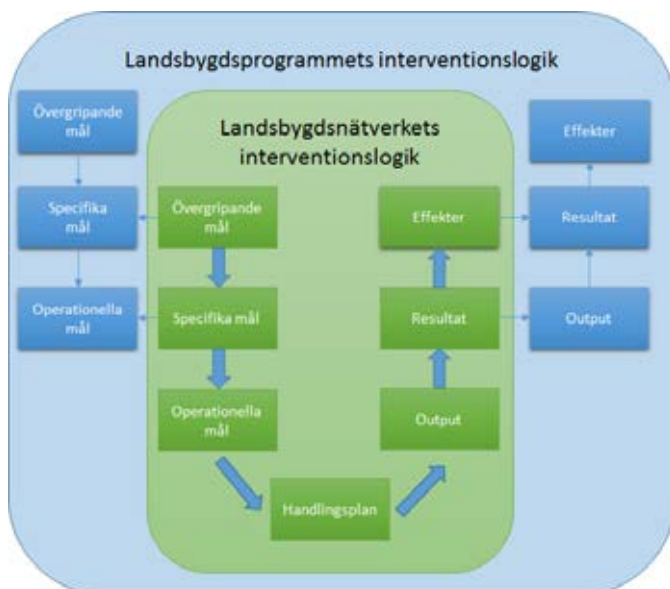 Landsbygdsprogrammets interventionslogik
Övergripande
mål
Specifika
mål
Operationella
mål
Landsbygdsnätverkets
interventionslogik
Övergripande
mål
Specifika mål
Operationella
mål
Handlingsplan
Effekter
Resultat
Output
Effekter
Resultat
Output